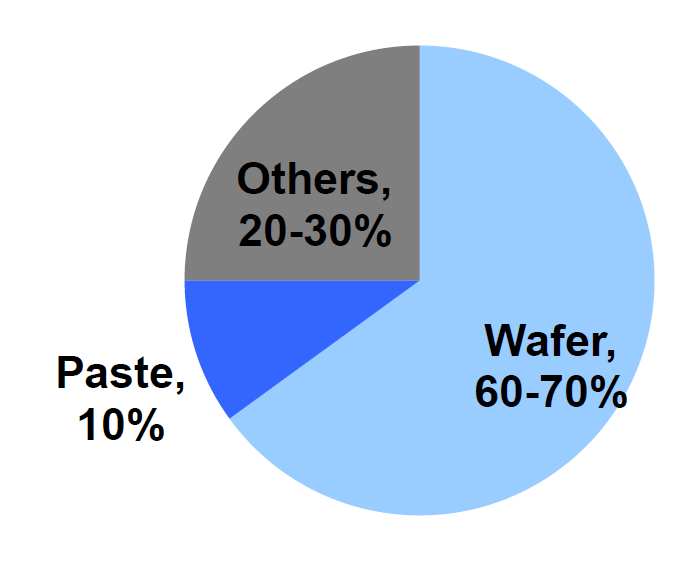 Others,
20-30%
Wafer,
60-70%
Paste,
10%